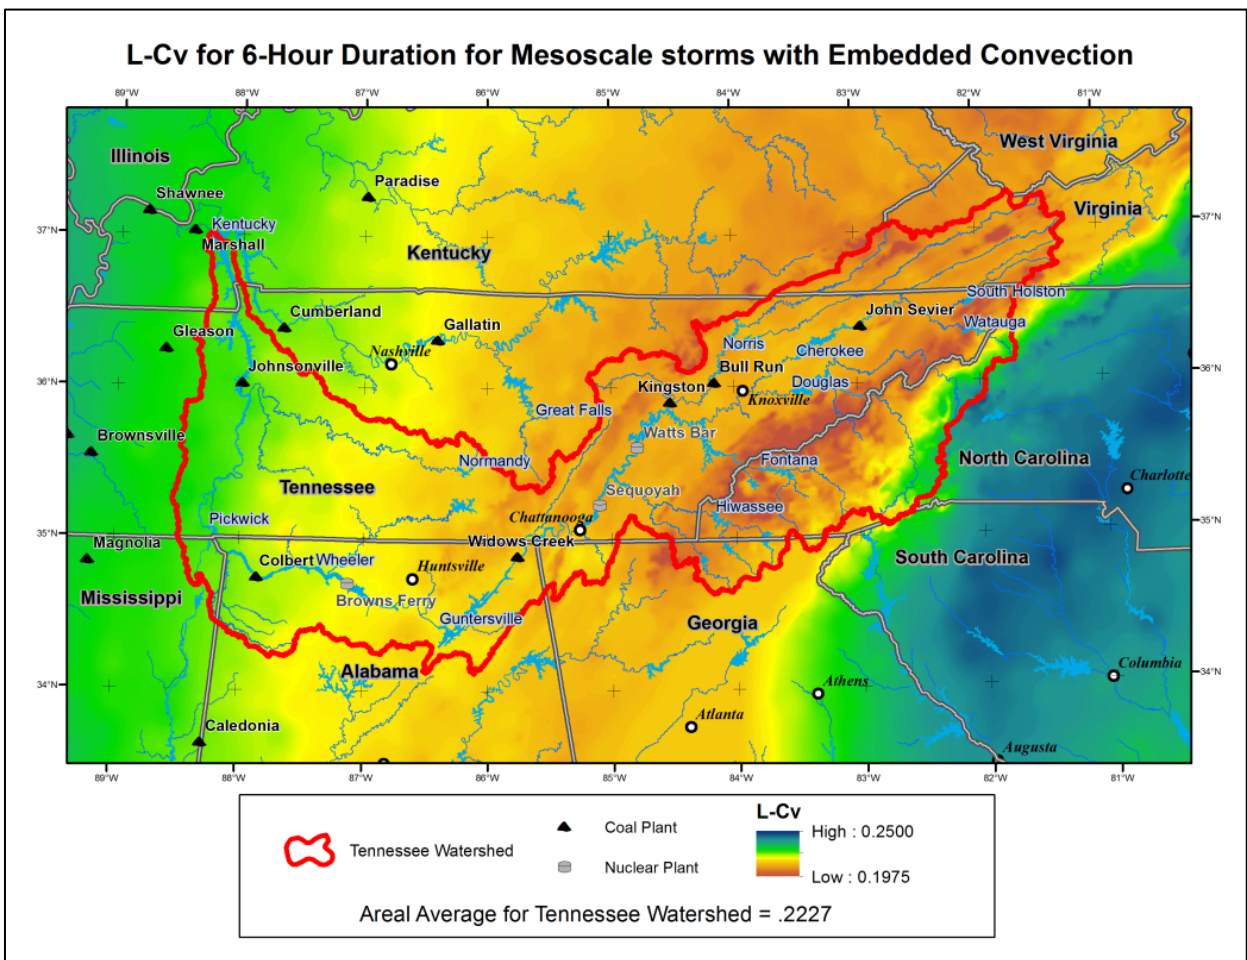 L-Cv for 6-Hour Duration for Mesoscale storms with Embedded Convection
89°W 88°W 87°W 86°W 85°W 84°W 83°W 82°W 81°W
West Virginia
Illinois
Paradise
Shawnee
Virginia
37°N 37°N
Kentucky
Marshall
Kentucky
South Holston
Cumberland
John Sevier
Watauga
Gleason
Gallatin
Nashville
Norris
Cherokee
Johnsonville
Bull Run
36°N 36°N
Kingston
Douglas
Knoxville
Great Falls
Brownsville
Watts Bar
Normandy
Fontana
North Carolina
Charlotte
Tennessee
Sequoyah
Hiwassee
Pickwick
Chattanooga
35°N 35°N
Magnolia
Widows Creek
Colbert Wheeler
South Carolina
Huntsville
Mississippi
Browns Ferry
Guntersville
Georgia
Alabama
Columbia
34°N 34°N
Athens
Atlanta
Caledonia
Augusta
89°W 88°W 87°W 86°W 85°W 84°W 83°W 82°W 81°W
L-Cv
Tennessee Watershed
Coal Plant
Nuclear Plant
High : 0.2500
Low : 0.1975
Areal Average for Tennessee Watershed = .2227